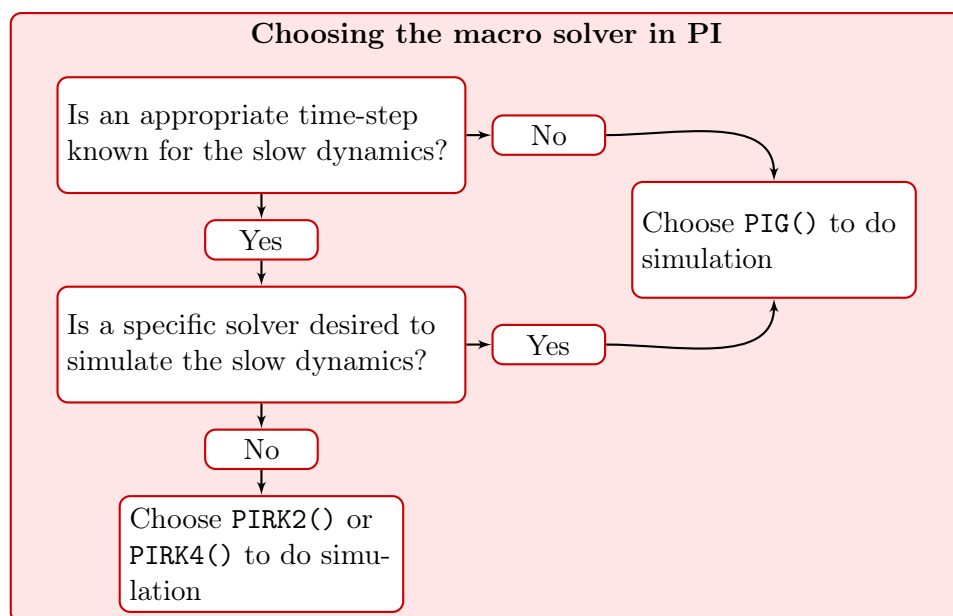 Choosing the macro solver in PI
Is an appropriate time-step
known for the slow dynamics?
No
Choose PIG() to do
simulation
Yes
Is a specific solver desired to
simulate the slow dynamics?
Yes
No
Choose PIRK2() or
PIRK4() to do simu-
lation